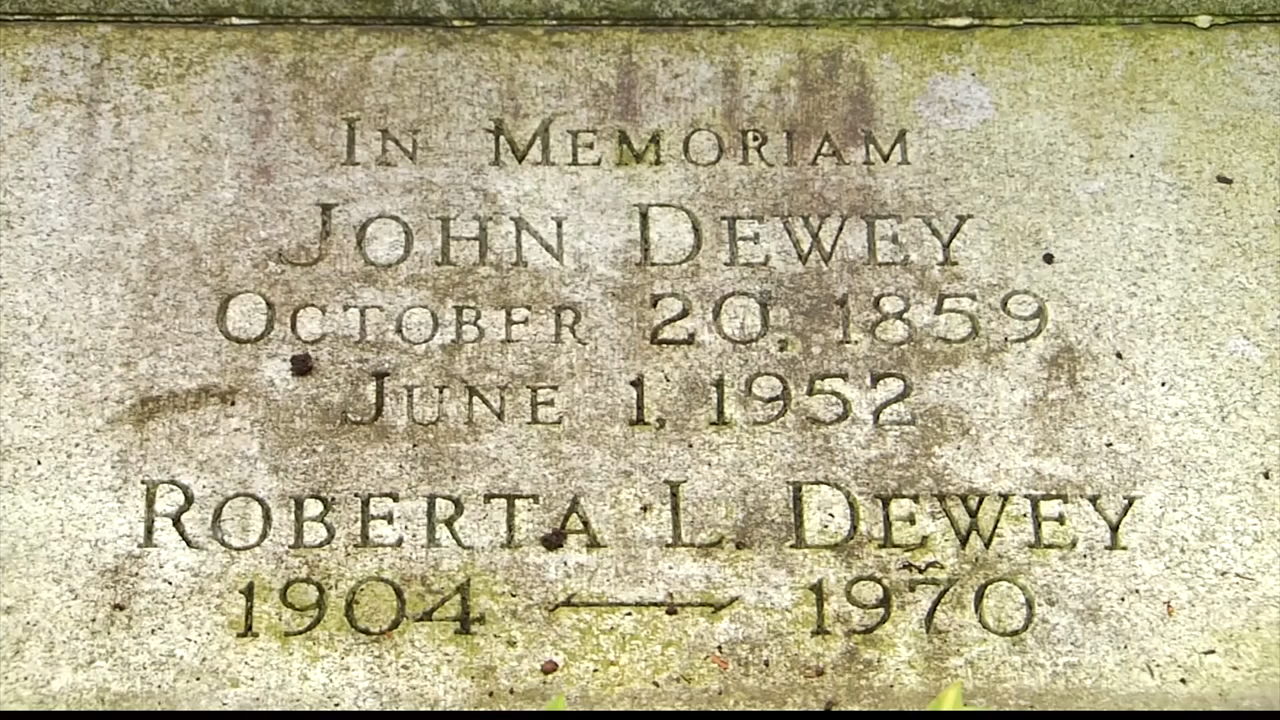 In Memoriam
John Dewey
October 20, 1859
June 1, 1952
Roberta L. Dewey
1904 — 1970